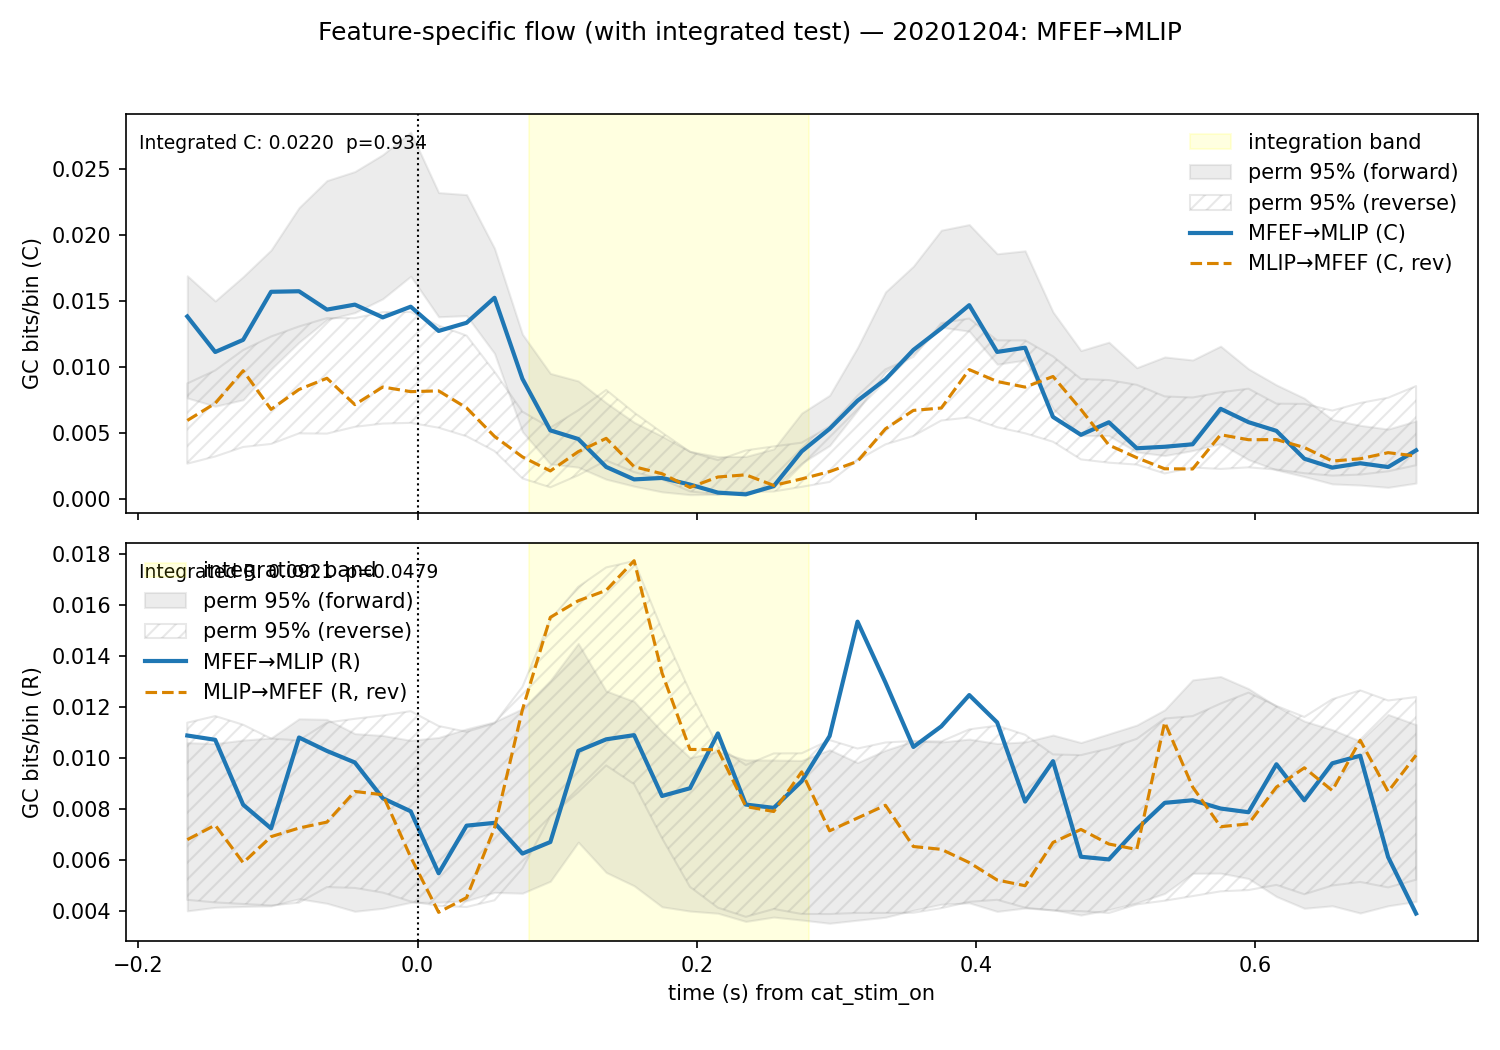 Feature-specific flow (with integrated test) — 20201204: MFEF→MLIP
Integrated C: 0.0220  p=0.934
integration band
perm 95% (forward)
perm 95% (reverse)
MFEF→MLIP (C)
MLIP→MFEF (C, rev)
GC bits/bin (C)
0.025
0.020
0.015
0.010
0.005
0.000
Integrated R: 0.0921  p=0.0479
integration band
perm 95% (forward)
perm 95% (reverse)
MFEF→MLIP (R)
MLIP→MFEF (R, rev)
GC bits/bin (R)
0.018
0.016
0.014
0.012
0.010
0.008
0.006
0.004
−0.2
0.0
0.2
0.4
0.6
time (s) from cat_stim_on